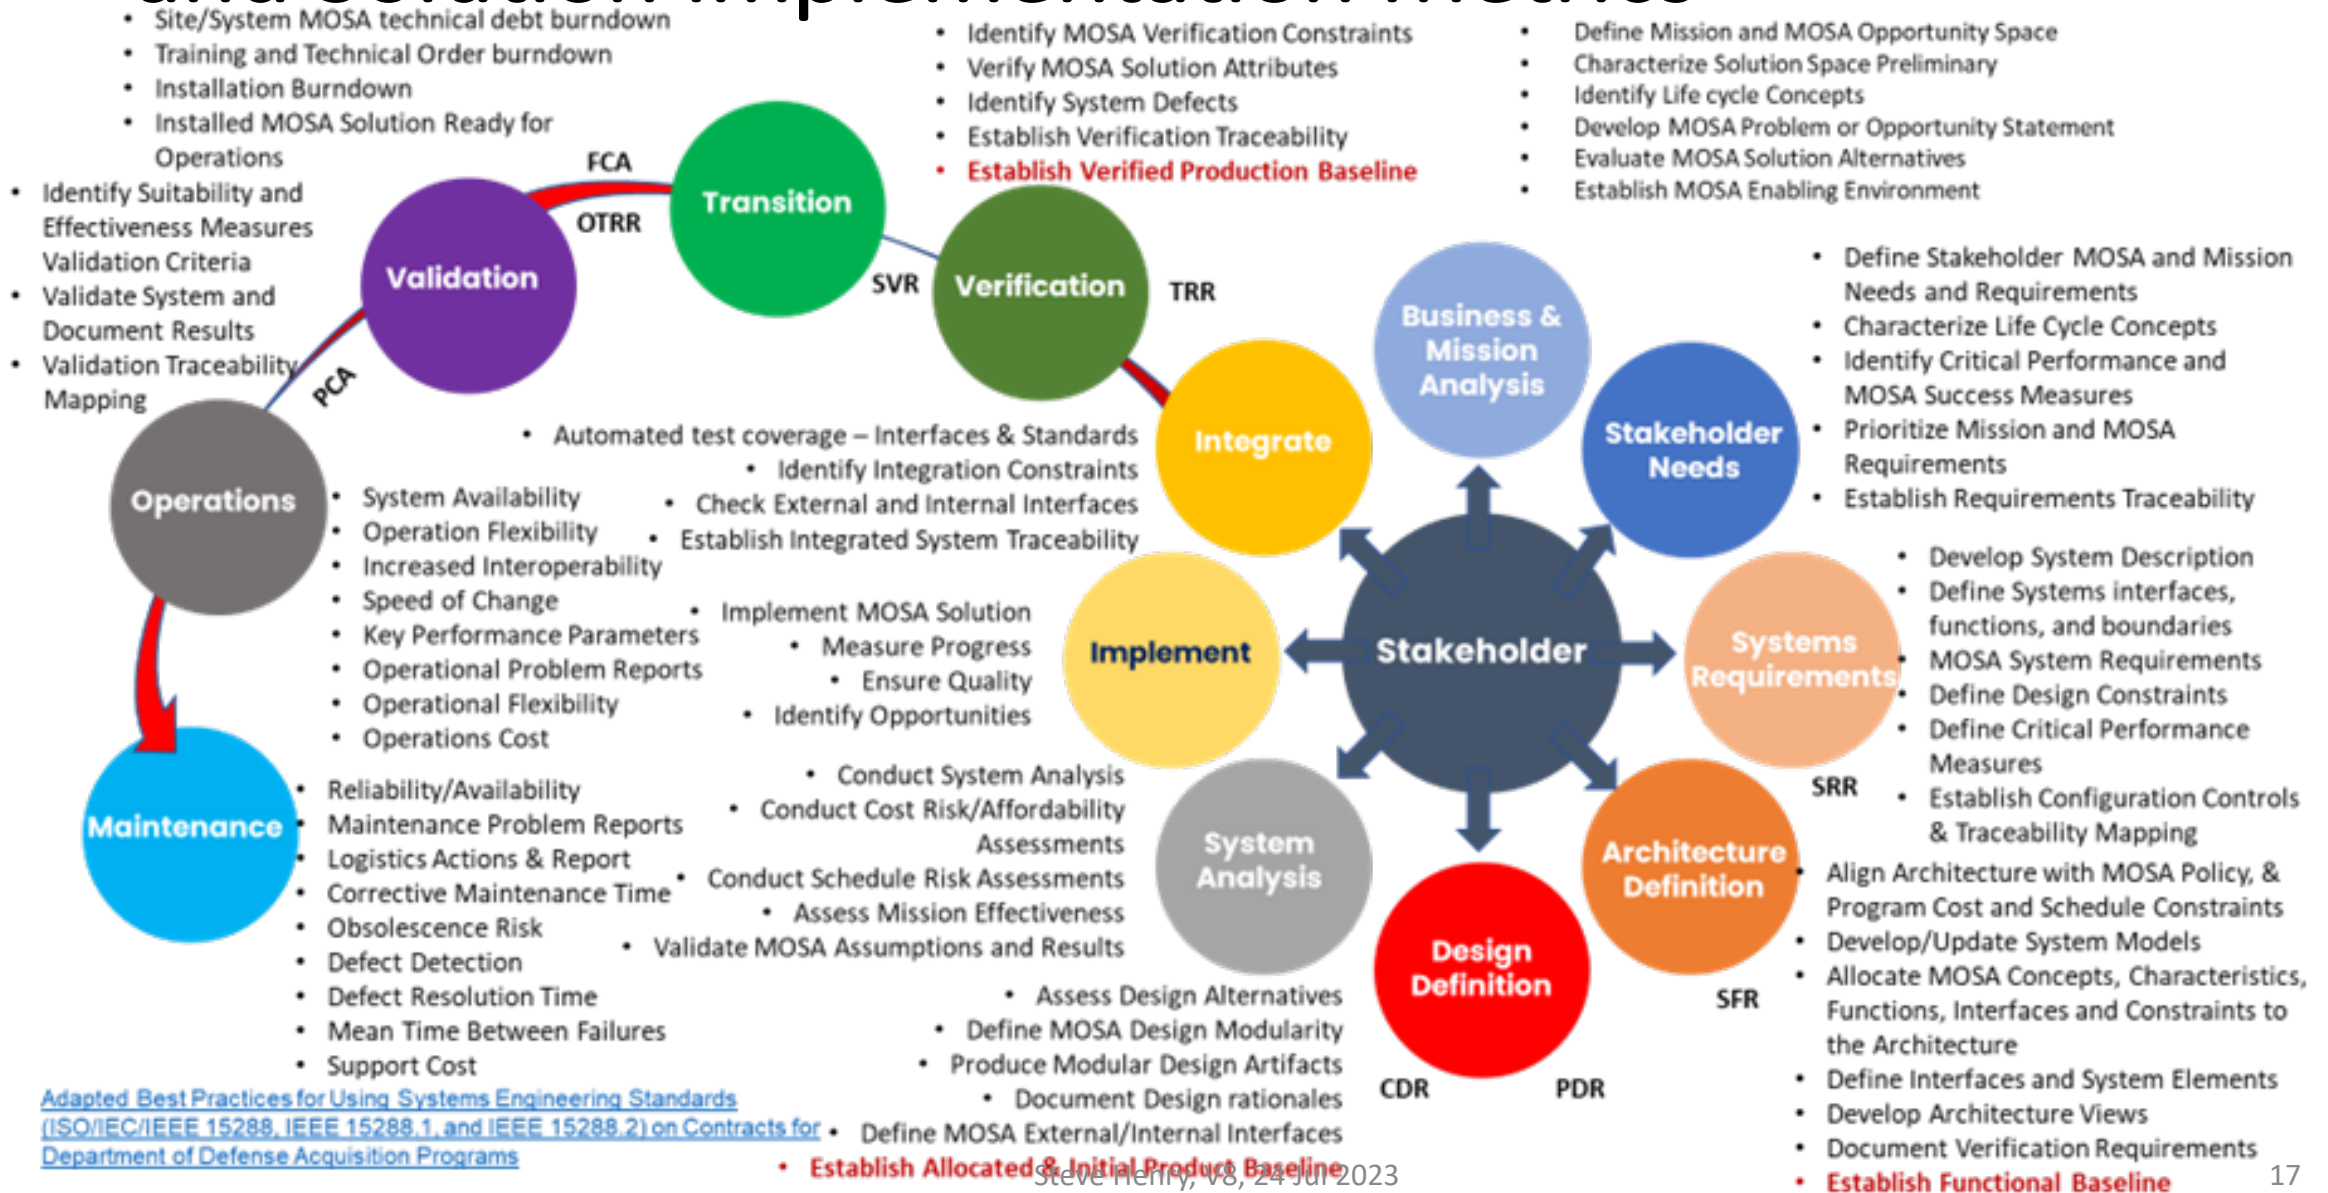 and Solution Implementation Metrics
• Site/System MOSA technical debt burndown
• Training and Technical Order burndown
• Installation Burndown
• Installed MOSA Solution Ready for
Operations
• Identify MOSA Verification Constraints
• Verify MOSA Solution Attributes
• Identify System Defects
• Establish Verification Traceability
• Establish Verified Production Baseline
• Define Mission and MOSA Opportunity Space
• Characterize Solution Space Preliminary
• Identify Life cycle Concepts
• Develop MOSA Problem or Opportunity Statement
• Evaluate MOSA Solution Alternatives
• Establish MOSA Enabling Environment
• Identify Suitability and
Effectiveness Measures
Validation Criteria
• Validate System and
Document Results
• Validation Traceability
Mapping
FCA
OTRR
PCA
SVR
TRR
Validation
Transition
Verification
Integrate
Business &
Mission
Analysis
Stakeholder
Needs
• Define Stakeholder MOSA and Mission
Needs and Requirements
• Characterize Life Cycle Concepts
• Identify Critical Performance and
MOSA Success Measures
• Prioritize Mission and MOSA
Requirements
• Establish Requirements Traceability
• Automated test coverage – Interfaces & Standards
• Identify Integration Constraints
• Check External and Internal Interfaces
• Establish Integrated System Traceability
Operations
• System Availability
• Operation Flexibility
• Increased Interoperability
• Speed of Change
• Key Performance Parameters
• Operational Problem Reports
• Operational Flexibility
• Operations Cost
• Implement MOSA Solution
• Measure Progress
• Ensure Quality
• Identify Opportunities
Implement
Stakeholder
Systems
Requirements
• Develop System Description
• Define Systems interfaces,
functions, and boundaries
• MOSA System Requirements
• Define Design Constraints
• Define Critical Performance
Measures
• Establish Configuration Controls
& Traceability Mapping
SRR
Maintenance
• Reliability/Availability
• Maintenance Problem Reports
• Logistics Actions & Report
• Corrective Maintenance Time
• Obsolescence Risk
• Defect Detection
• Defect Resolution Time
• Mean Time Between Failures
• Support Cost
• Conduct System Analysis
• Conduct Cost Risk/Affordability
Assessments
• Conduct Schedule Risk Assessments
• Assess Mission Effectiveness
• Validate MOSA Assumptions and Results
System
Analysis
Architecture
Definition
• Align Architecture with MOSA Policy, &
Program Cost and Schedule Constraints
• Develop/Update System Models
• Allocate MOSA Concepts, Characteristics,
Functions, Interfaces and Constraints to
the Architecture
• Define Interfaces and System Elements
• Develop Architecture Views
• Document Verification Requirements
• Establish Functional Baseline
SFR
Design
Definition
CDR
PDR
• Assess Design Alternatives
• Define MOSA Design Modularity
• Produce Modular Design Artifacts
• Document Design rationales
• Define MOSA External/Internal Interfaces
• Establish Allocated & Initial Product Baseline
Adapted Best Practices for Using Systems Engineering Standards
(ISO/IEC/IEEE 15288, IEEE 15288.1, and IEEE 15288.2) on Contracts for
Department of Defense Acquisition Programs
Steve Henry, V8, 24 Jul 2023
17